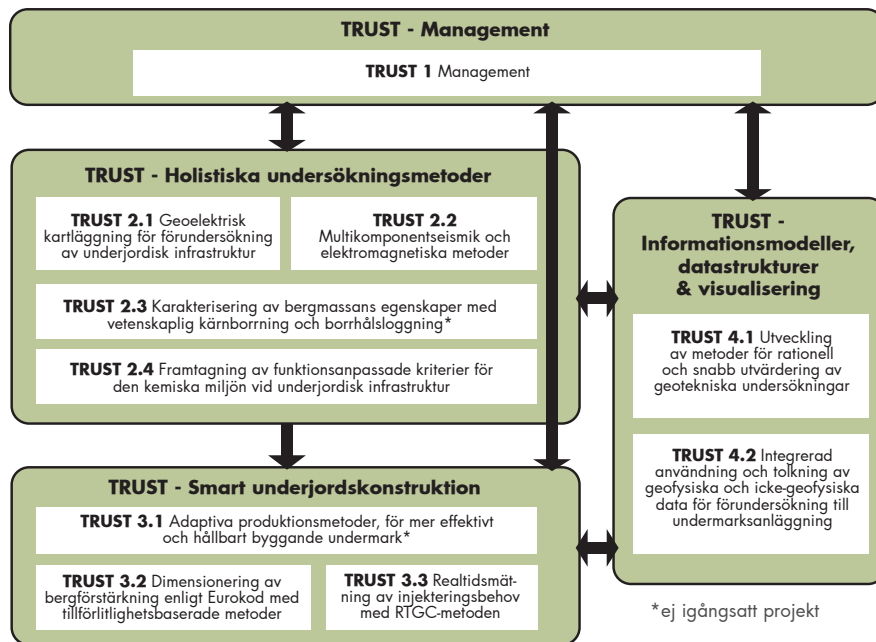 TRUST - Management
TRUST 1 Management
TRUST - Holistiska undersökningsmetoder
TRUST 2.1 Geoelektrisk
kartläggning för förundersökning
av underjordisk infrastruktur
TRUST 2.2
Multikomponentseismik och
elektromagnetiska metoder
TRUST 2.3 Karakterisering av bergmassans egenskaper med
vetenskaplig kärnborrning och borrhålsloggning*
TRUST 2.4 Framtagning av funktionsanpassade kriterier för
den kemiska miljön vid underjordisk infrastruktur
TRUST - Smart underjordskonstruktion
TRUST 3.1 Adaptiva produktionsmetoder, för mer effektivt
och hållbart byggande undermark*
TRUST 3.2 Dimensionering av
bergförstärkning enligt Eurokod med
tillförlitlighetsbaserade metoder
TRUST 3.3 Realtidsmät-
ning av injekteringsbehov
med RTGC-metoden
TRUST -
Informationsmodeller,
datastrukturer
& visualisering
TRUST 4.1 Utveckling
av metoder för rationell
och snabb utvärdering av
geotekniska undersökningar
TRUST 4.2 Integrerad
användning och tolkning av
geofysiska och icke-geofysiska
data för förundersökning till
undermarksanläggning
*ej igångsatt projekt